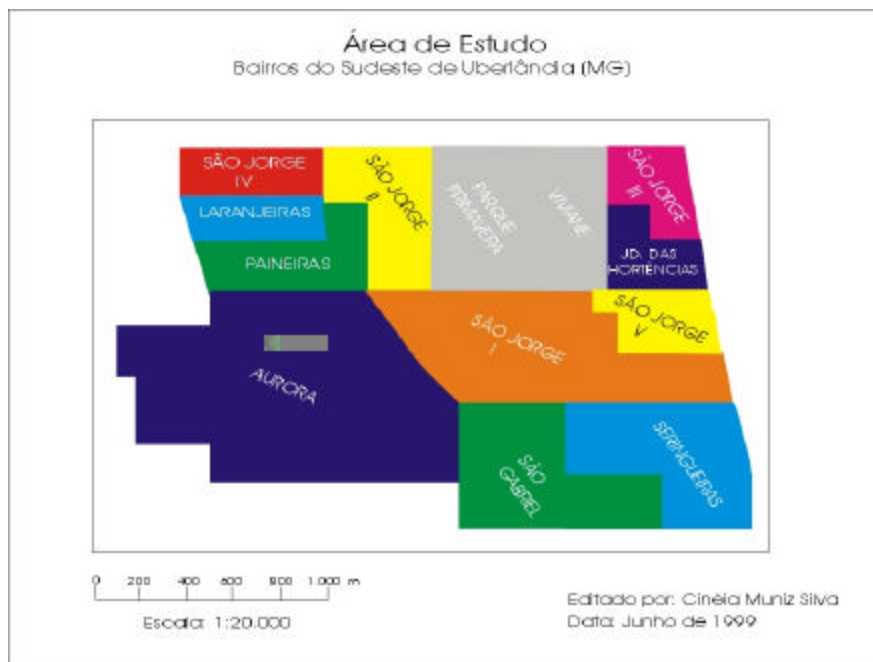 Área de Estudo
Bairros do Sudeste de Uberlândia (MG)
SÃO JORGE
IV
SÃO JORGE
II
PARQUE
PRIMAVERA
VIVIANE
SÃO JORGE
III
LARANJEIRAS
PAINEIRAS
JD. DAS
HORTÊNCIAS
SÃO JORGE
V
SÃO JORGE
I
AURORA
SÃO
GABRIEL
SERINGUEIRAS
0 200 400 600 800 1.000 m
Escala: 1:20.000
Editado por: Cinéia Muniz Silva
Data: Junho de 1999